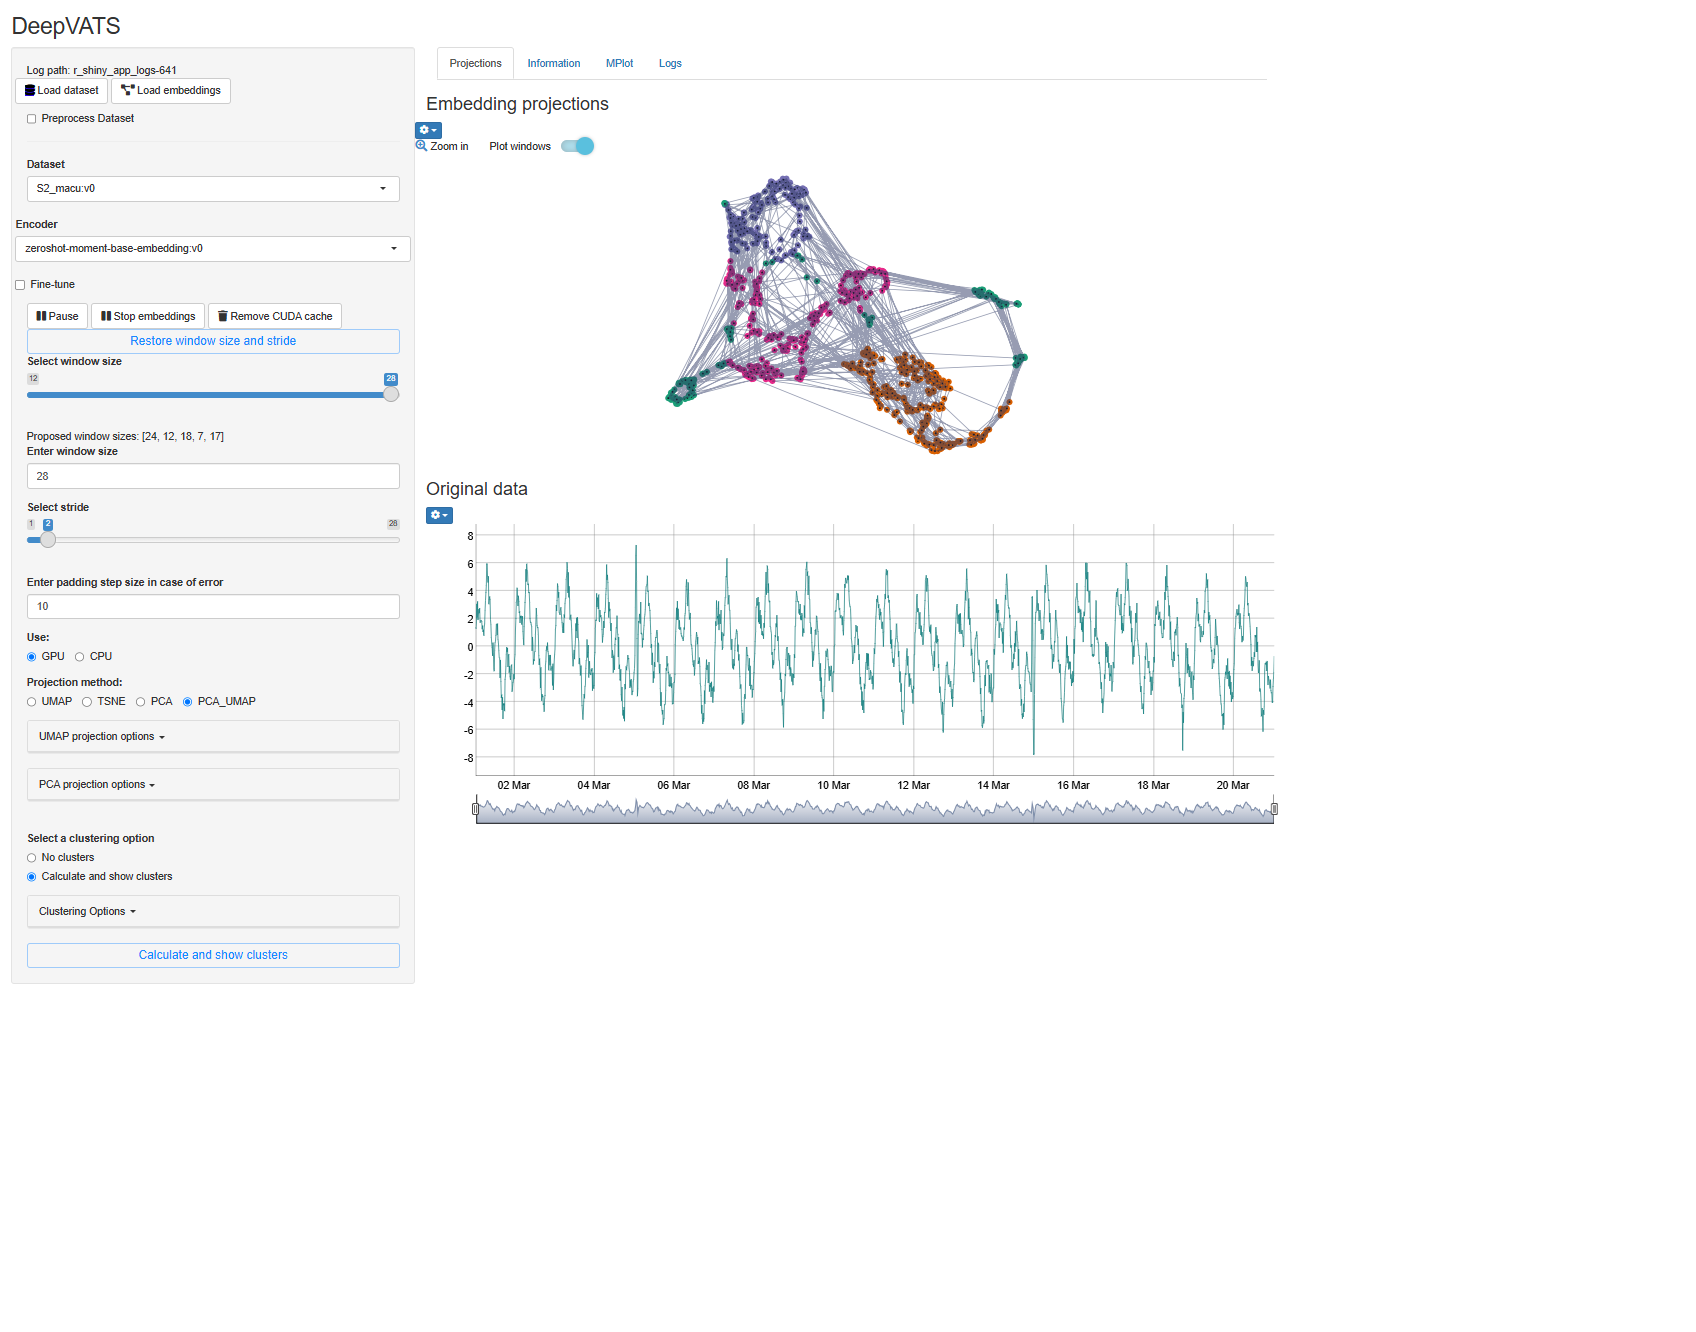 DeepVATS
Log path: r_shiny_app_logs-641
Load dataset
Load embeddings
Preprocess Dataset
Dataset
S2_macu:v0
Encoder
zeroshot-moment-base-embedding:v0
Fine-tune
Pause
Stop embeddings
Remove CUDA cache
Restore window size and stride
Select window size
12
28
Proposed window sizes: [24, 12, 18, 7, 17]
Enter window size
28
Select stride
1
2
28
Enter padding step size in case of error
10
Use:
GPU
CPU
Projection method:
UMAP
TSNE
PCA
PCA_UMAP
UMAP projection options
PCA projection options
Select a clustering option
No clusters
Calculate and show clusters
Clustering Options
Calculate and show clusters
Projections
Information
MPlot
Logs
Embedding projections
Zoom in
Plot windows
Original data
8
6
4
2
0
-2
-4
-6
-8
02 Mar
04 Mar
06 Mar
08 Mar
10 Mar
12 Mar
14 Mar
16 Mar
18 Mar
20 Mar